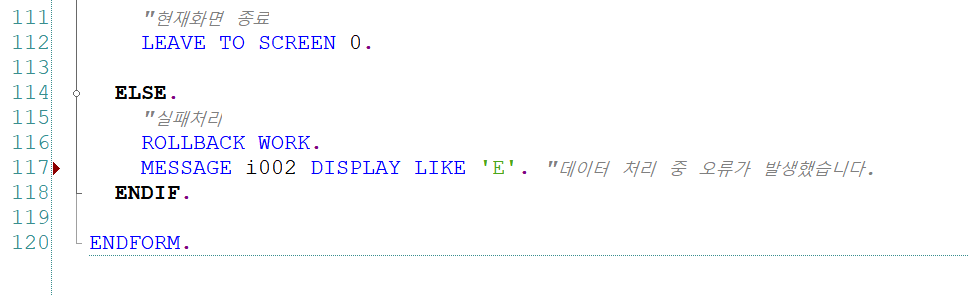 111 "현재화면 종료
112 LEAVE TO SCREEN 0.
113
114 ELSE.
115 "실패처리
116 ROLLBACK WORK.
117 MESSAGE i002 DISPLAY LIKE 'E'. "데이터 처리 중 오류가 발생했습니다.
118 ENDIF.
119
120 ENDFORM.